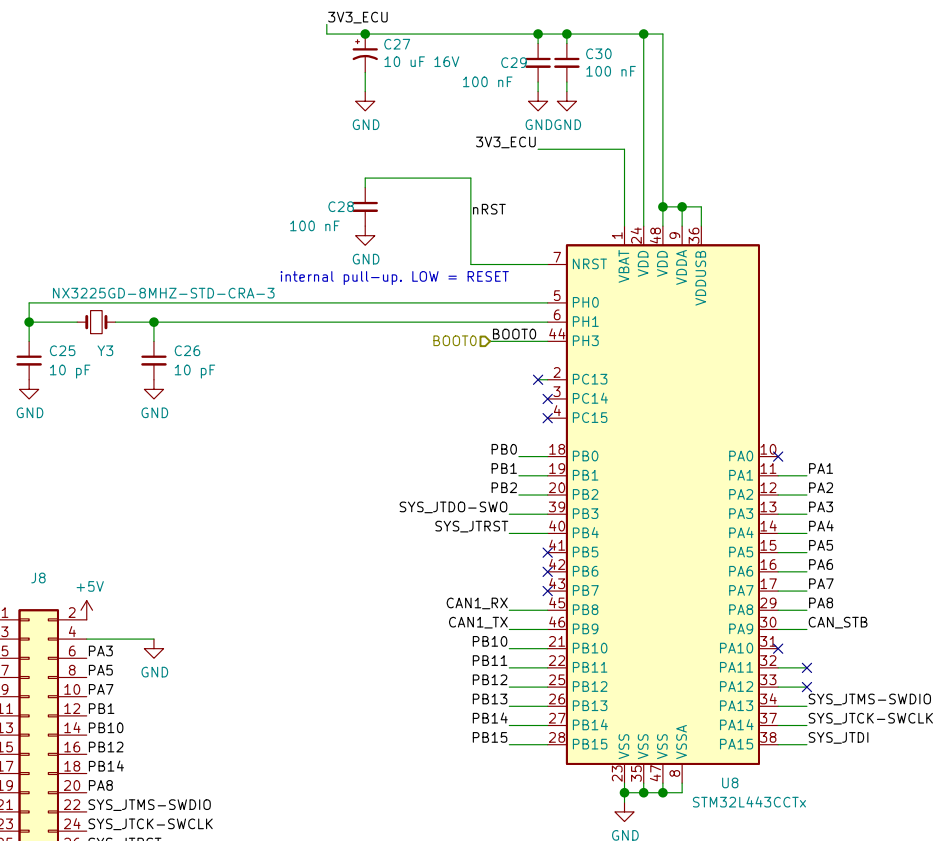 3V3_ECU
C27
10 uF 16V
GND
C29
100 nF
GND
C30
100 nF
GND
3V3_ECU
C28
100 nF
GND
nRST
internal pull-up. LOW = RESET
NX3225GD-8MHZ-STD-CRA-3
Y3
C25
10 pF
GND
C26
10 pF
GND
BOOT0
BOOT0
1 VBAT
24 VDD
48 VDD
9 VDDA
36 VDDUSB
7 NRST
5 PH0
6 PH1
44 PH3
2 PC13
3 PC14
4 PC15
PB0 18 PB0
PB1 19 PB1
PB2 20 PB2
SYS_JTDO-SWO 39 PB3
SYS_JTRST 40 PB4
41 PB5
42 PB6
43 PB7
CAN1_RX 45 PB8
CAN1_TX 46 PB9
PB10 21 PB10
PB11 22 PB11
PB12 25 PB12
PB13 26 PB13
PB14 27 PB14
PB15 28 PB15
PA0 10
PA1 11 PA1
PA2 12 PA2
PA3 13 PA3
PA4 14 PA4
PA5 15 PA5
PA6 16 PA6
PA7 17 PA7
PA8 29 PA8
PA9 30 CAN_STB
PA10 31
PA11 32
PA12 33
PA13 34 SYS_JTMS-SWDIO
PA14 37 SYS_JTCK-SWCLK
PA15 38 SYS_JTDI
VSS 23
VSS 35
VSS 47
VSSA 8
GND
U8
STM32L443CCTx
J8
+5V
1 2
3 4
GND
5 6 PA3
7 8 PA5
9 10 PA7
11 12 PB1
13 14 PB10
15 16 PB12
17 18 PB14
19 20 PA8
21 22 SYS_JTMS-SWDIO
23 24 SYS_JTCK-SWCLK